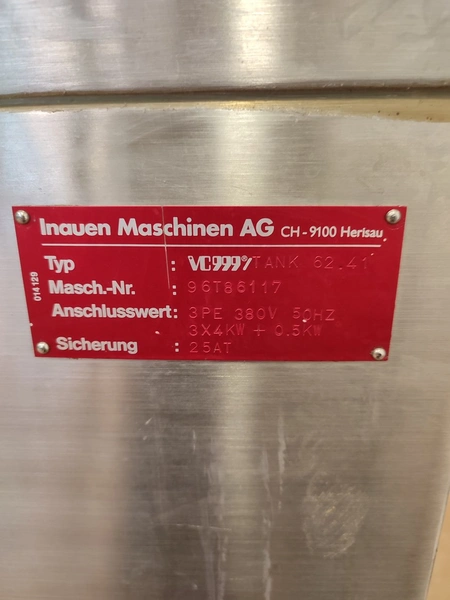 Inauen Maschinen AG CH-9100 Herisau
Typ : VC999® TANK 62.41
Masch.-Nr. : 96T86117
Anschlusswert: 3PE 380V 50HZ
3X4KW + 0.5KW
Sicherung : 25AT
014129